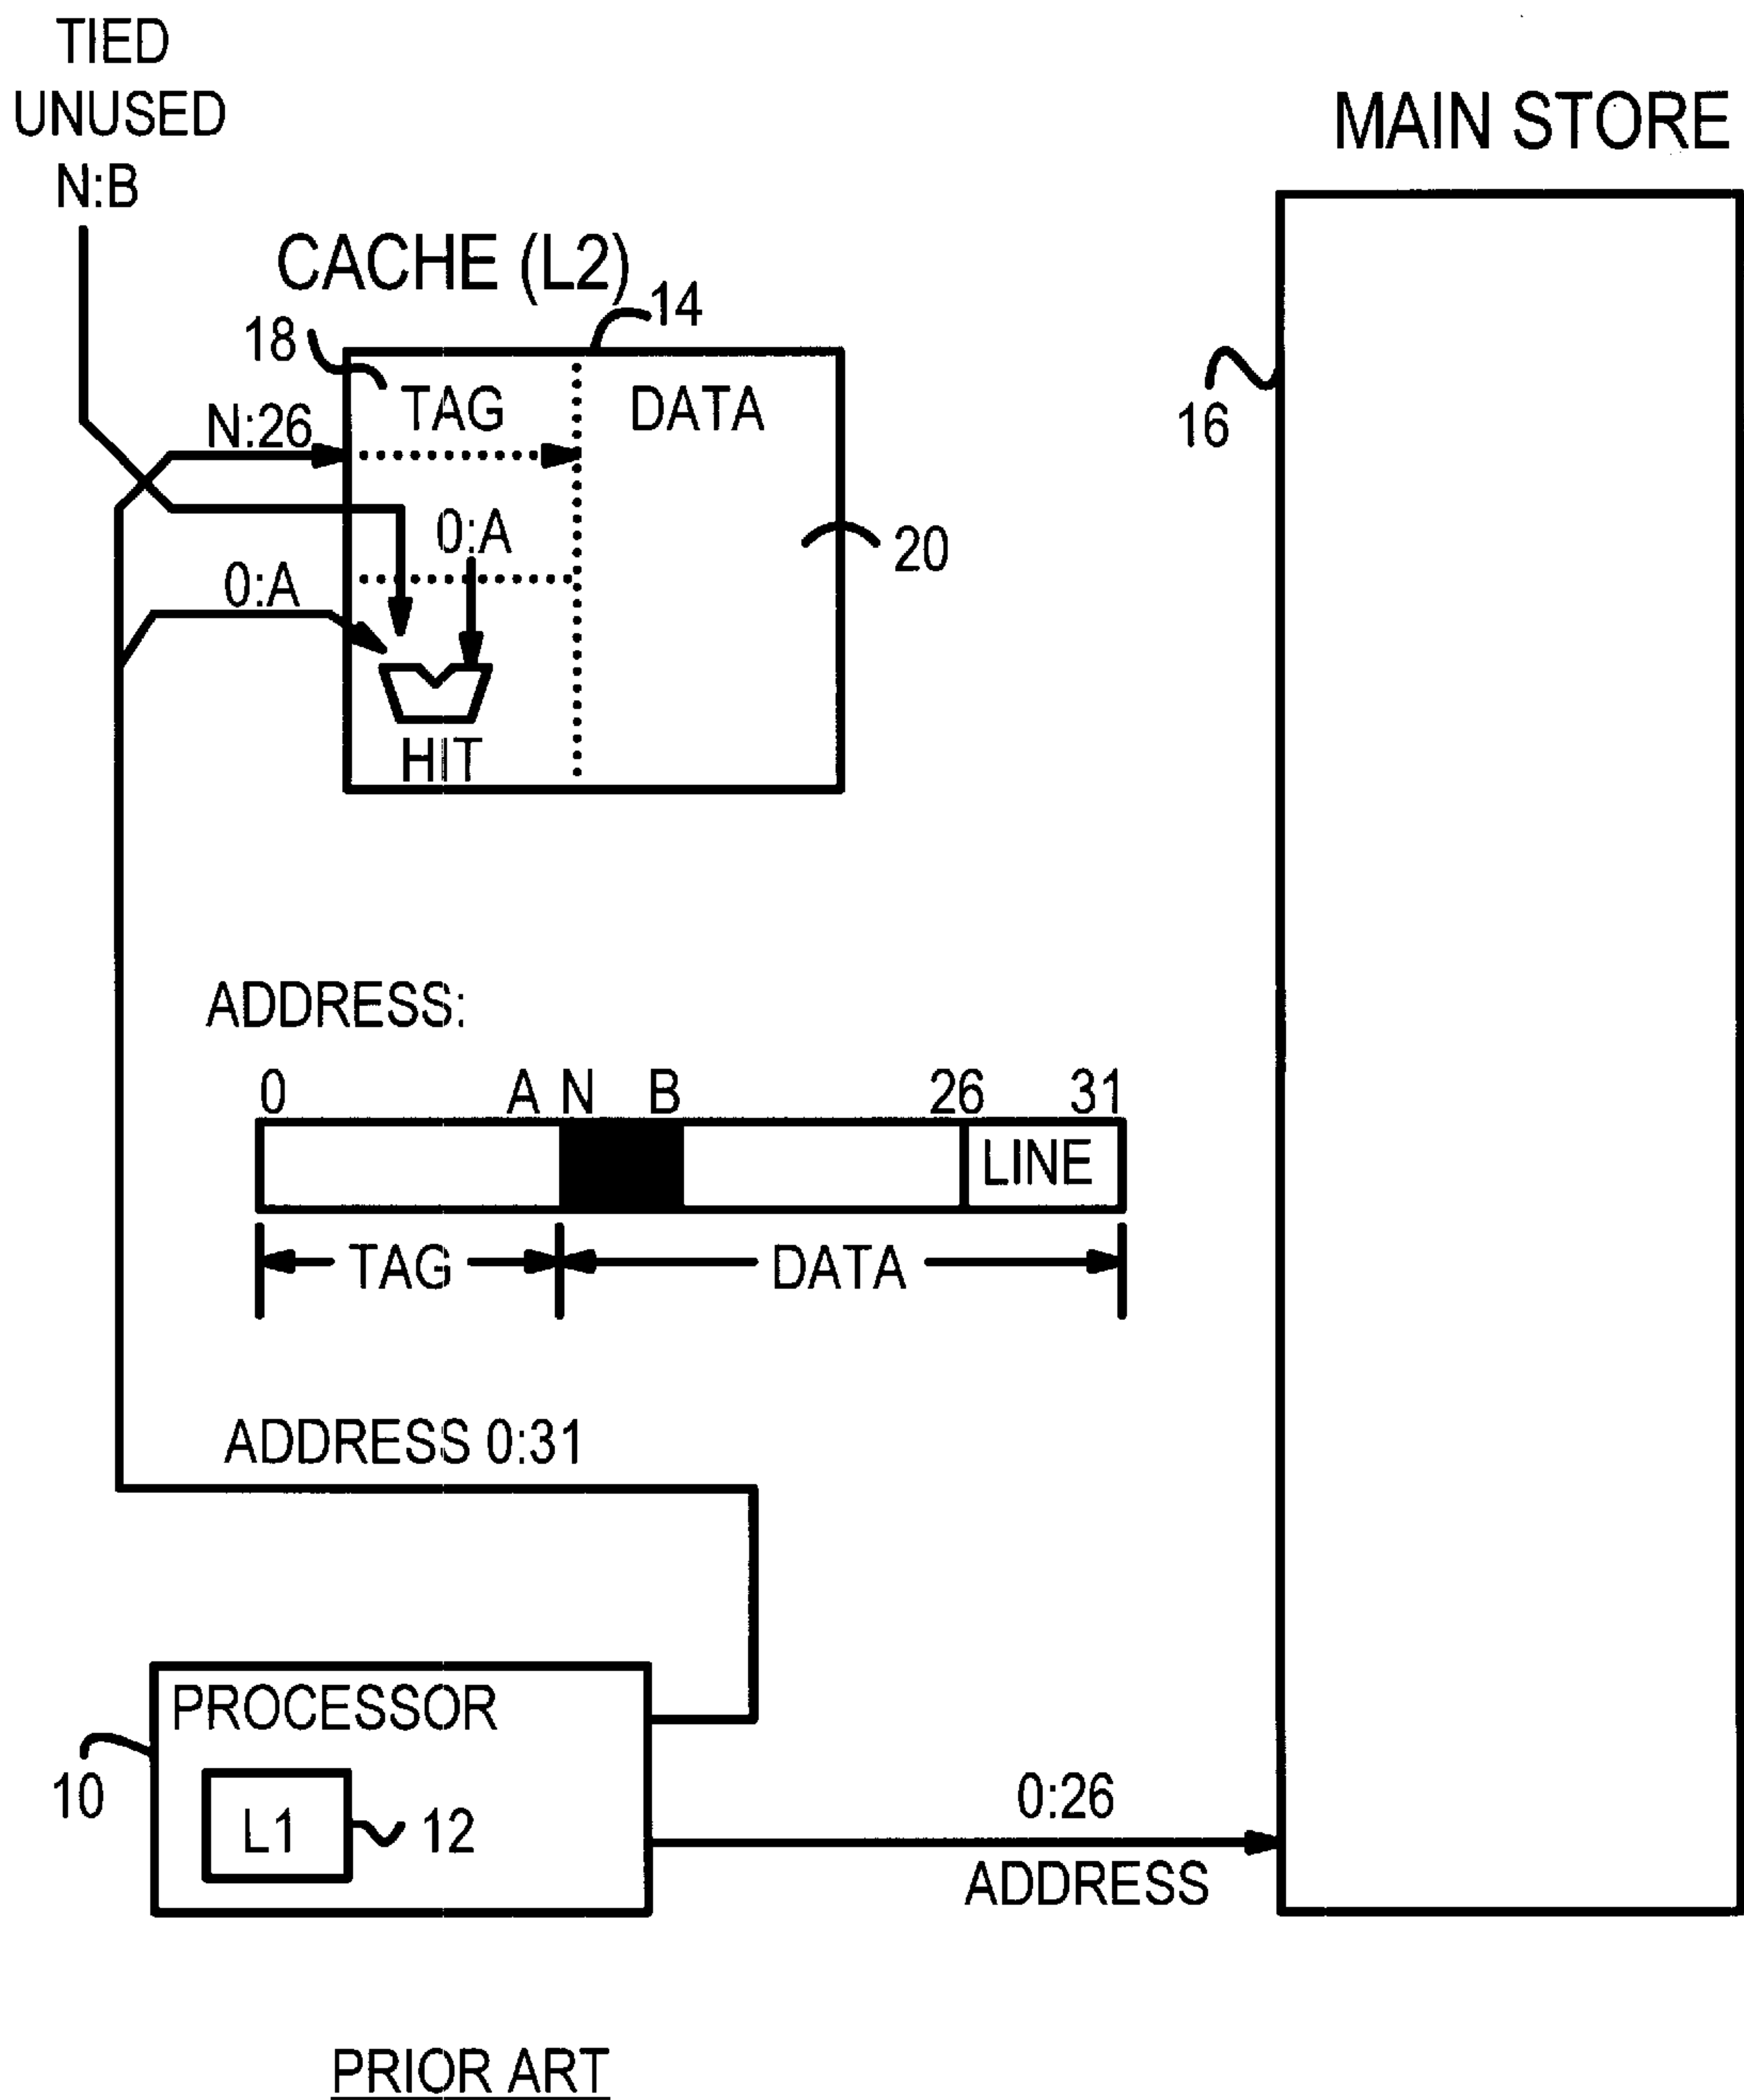 TIED
UNUSED
N:B
MAIN STORE
CACHE (L2)
14
18
TAG
DATA
N:26
16
0:A
20
0:A
HIT
ADDRESS:
0 A N B 26 31
LINE
TAG DATA
ADDRESS 0:31
PROCESSOR
10
L1
12
0:26
ADDRESS
PRIOR ART